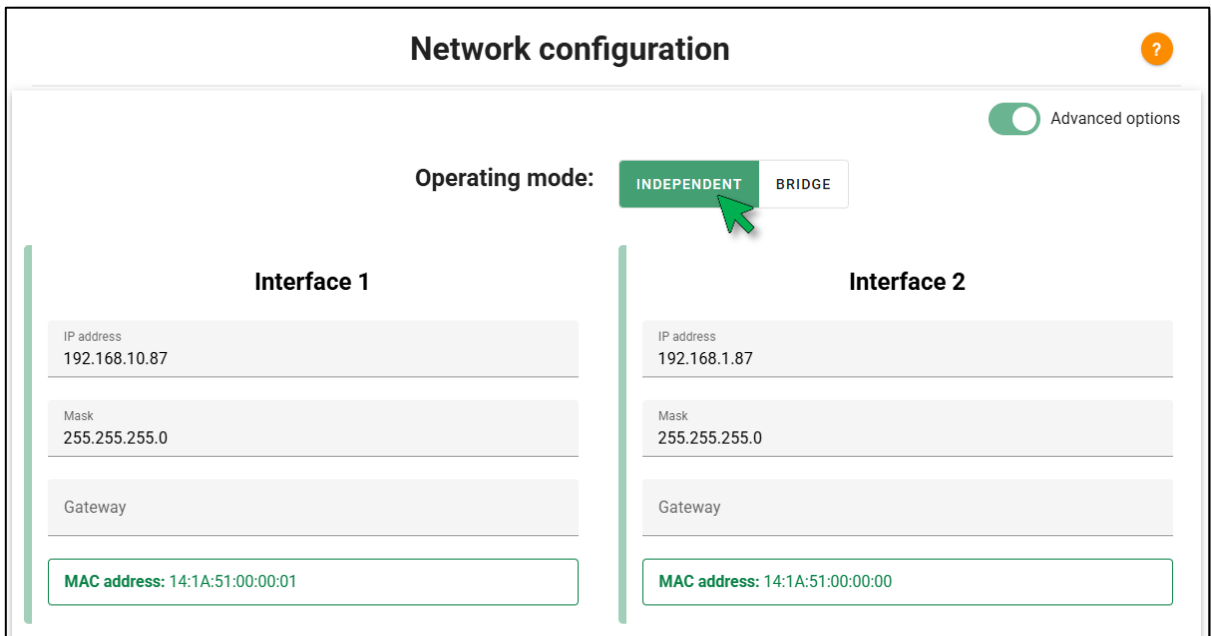 Network configuration
?
Advanced options
Operating mode:
INDEPENDENT
BRIDGE
Interface 1
IP address
192.168.10.87
Mask
255.255.255.0
Gateway
MAC address: 14:1A:51:00:00:01
Interface 2
IP address
192.168.1.87
Mask
255.255.255.0
Gateway
MAC address: 14:1A:51:00:00:00